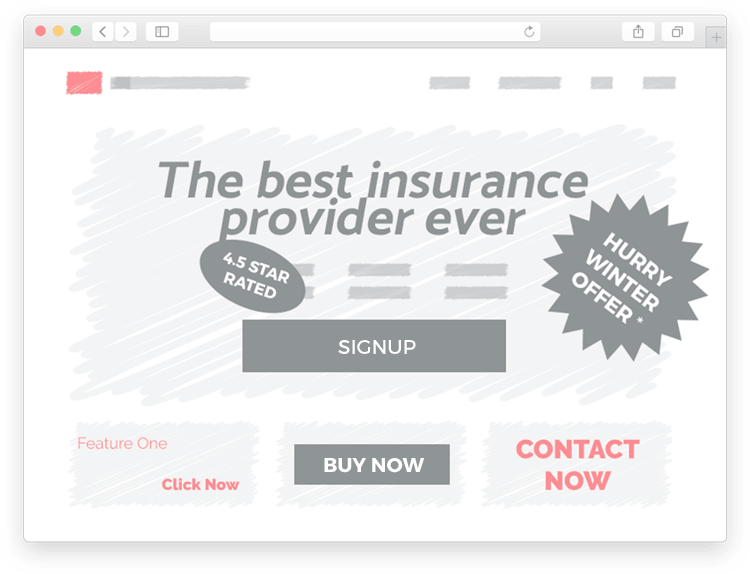 The best insurance
provider ever
4.5 STAR
RATED
HURRY
WINTER
OFFER *
SIGNUP
Feature One
Click Now
BUY NOW
CONTACT
NOW